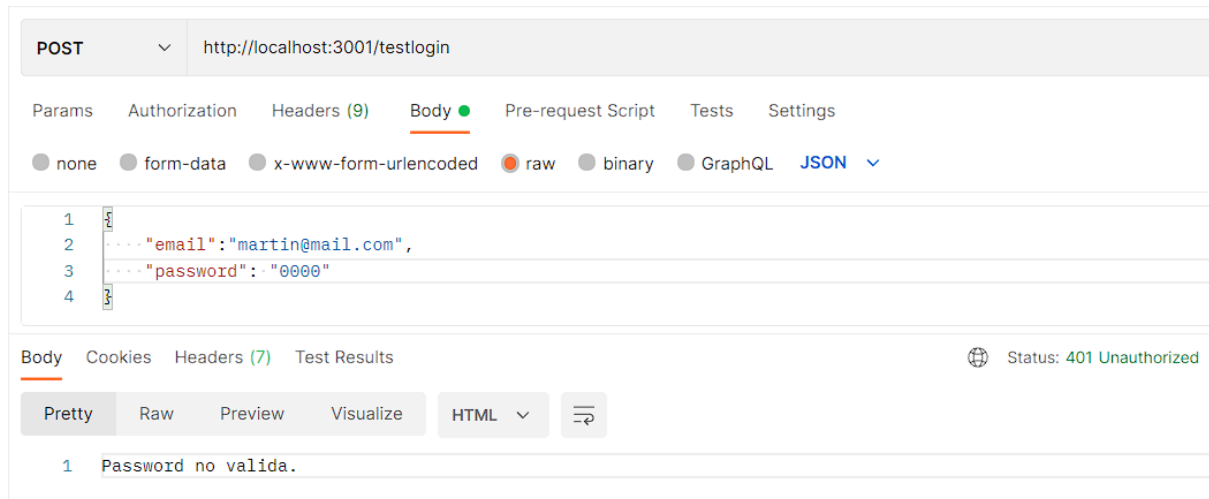 POST http://localhost:3001/testlogin
Params Authorization Headers (9) Body Pre-request Script Tests Settings
none form-data x-www-form-urlencoded raw binary GraphQL JSON
1 {
2 "email":"martin@mail.com",
3 "password": "0000"
4 }
Body Cookies Headers (7) Test Results Status: 401 Unauthorized
Pretty Raw Preview Visualize HTML
1 Password no valida.